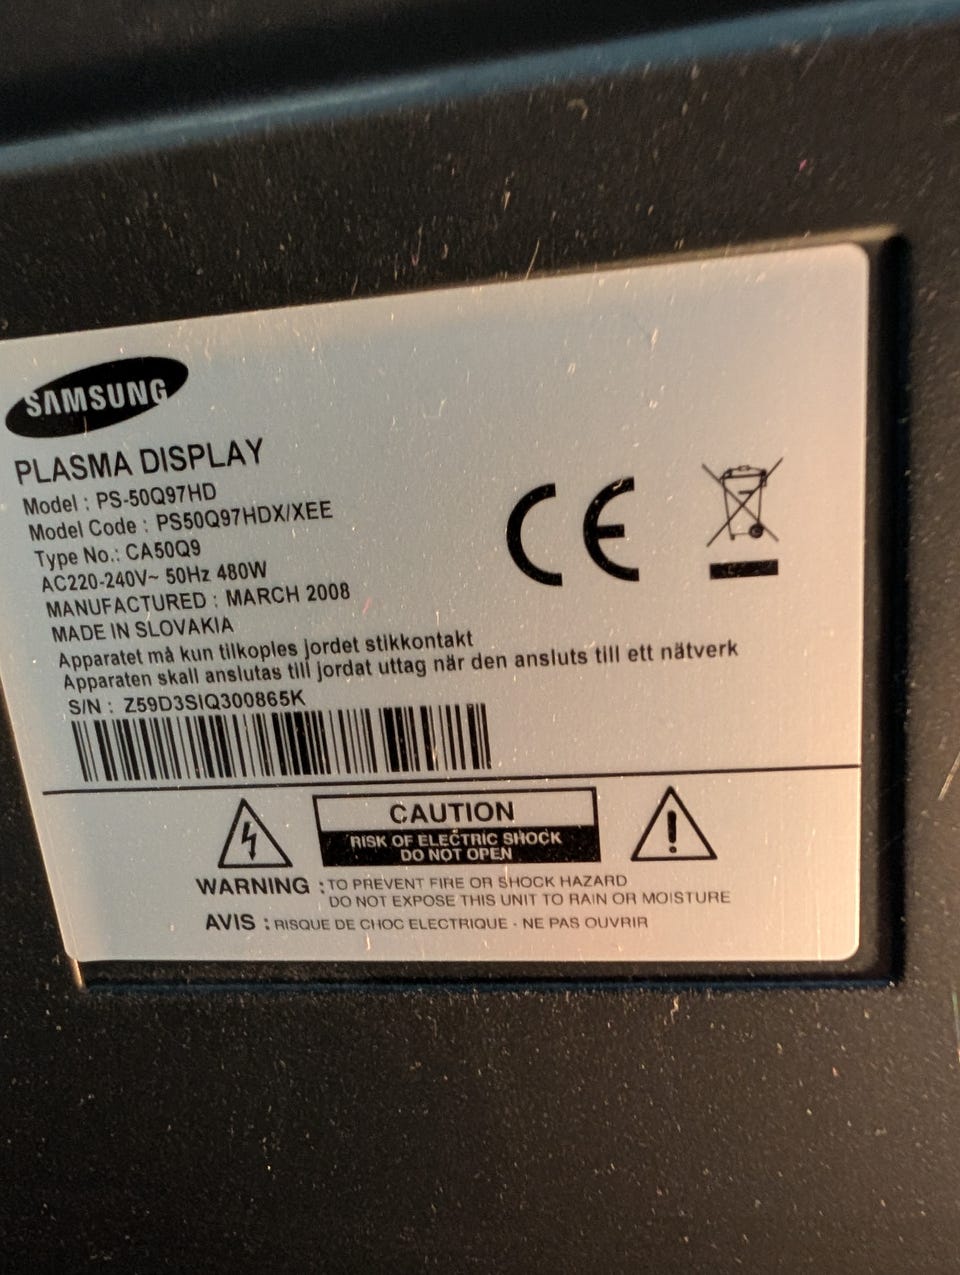 SAMSUNG
PLASMA DISPLAY
Model : PS-50Q97HD
Model Code : PS50Q97HDX/XEE
Type No.: CA50Q9
AC220-240V~ 50Hz 480W
MANUFACTURED : MARCH 2008
MADE IN SLOVAKIA
Apparatet må kun tilkoples jordet stikkontakt
Apparaten skall anslutas till jordat uttag när den ansluts till ett nätverk
S/N : Z59D3SIQ300865K
CE
CAUTION
RISK OF ELECTRIC SHOCK
DO NOT OPEN
WARNING : TO PREVENT FIRE OR SHOCK HAZARD
DO NOT EXPOSE THIS UNIT TO RAIN OR MOISTURE
AVIS : RISQUE DE CHOC ELECTRIQUE - NE PAS OUVRIR